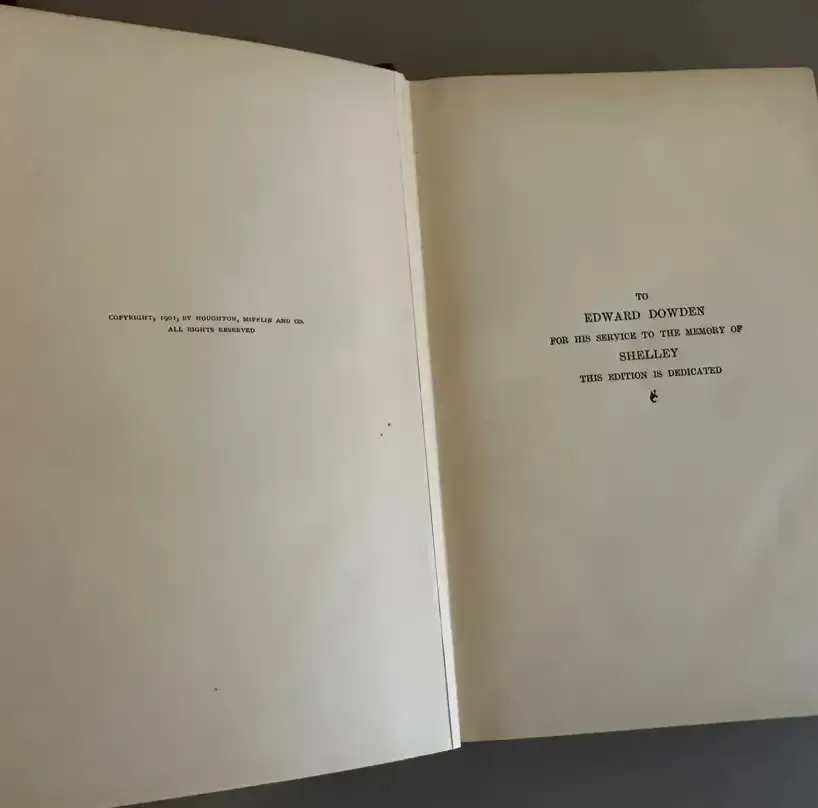 COPYRIGHT, 1901, BY HOUGHTON, MIFFLIN AND CO.
ALL RIGHTS RESERVED
TO
EDWARD DOWDEN
FOR HIS SERVICE TO THE MEMORY OF
SHELLEY
THIS EDITION IS DEDICATED